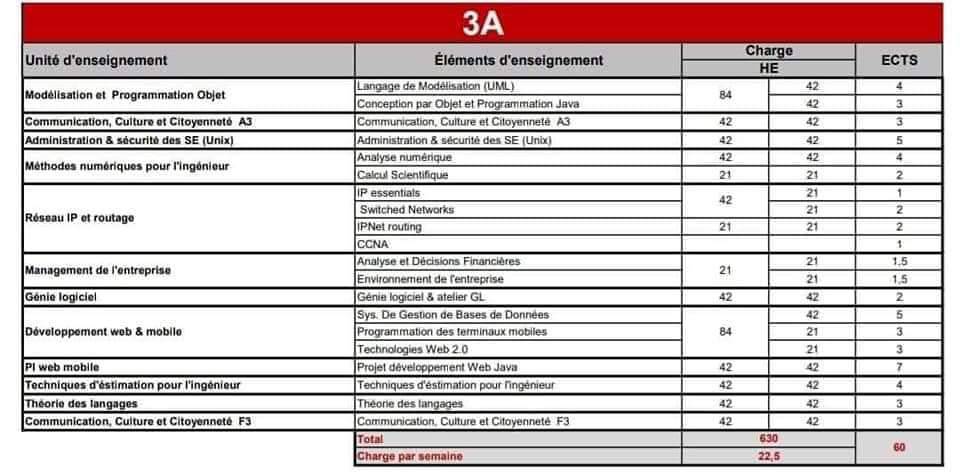 3A
Unité d'enseignement Éléments d'enseignement Charge ECTS
HE
Modélisation et Programmation Objet Langage de Modélisation (UML) 84 42 4
Conception par Objet et Programmation Java 42 3
Communication, Culture et Citoyenneté A3 Communication, Culture et Citoyenneté A3 42 42 3
Administration & sécurité des SE (Unix) Administration & sécurité des SE (Unix) 42 42 5
Méthodes numériques pour l'ingénieur Analyse numérique 42 42 4
Calcul Scientifique 21 21 2
Réseau IP et routage IP essentials 42 21 1
Switched Networks 21 2
IPNet routing 21 21 2
CCNA 1
Management de l'entreprise Analyse et Décisions Financières 21 21 1,5
Environnement de l'entreprise 21 1,5
Génie logiciel Génie logiciel & atelier GL 42 42 2
Développement web & mobile Sys. De Gestion de Bases de Données 84 42 5
Programmation des terminaux mobiles 21 3
Technologies Web 2.0 21 3
PI web mobile Projet développement Web Java 42 42 7
Techniques d'éstimation pour l'ingénieur Techniques d'éstimation pour l'ingénieur 42 42 4
Théorie des langages Théorie des langages 42 42 3
Communication, Culture et Citoyenneté F3 Communication, Culture et Citoyenneté F3 42 42 3
Total 630 60
Charge par semaine 22,5